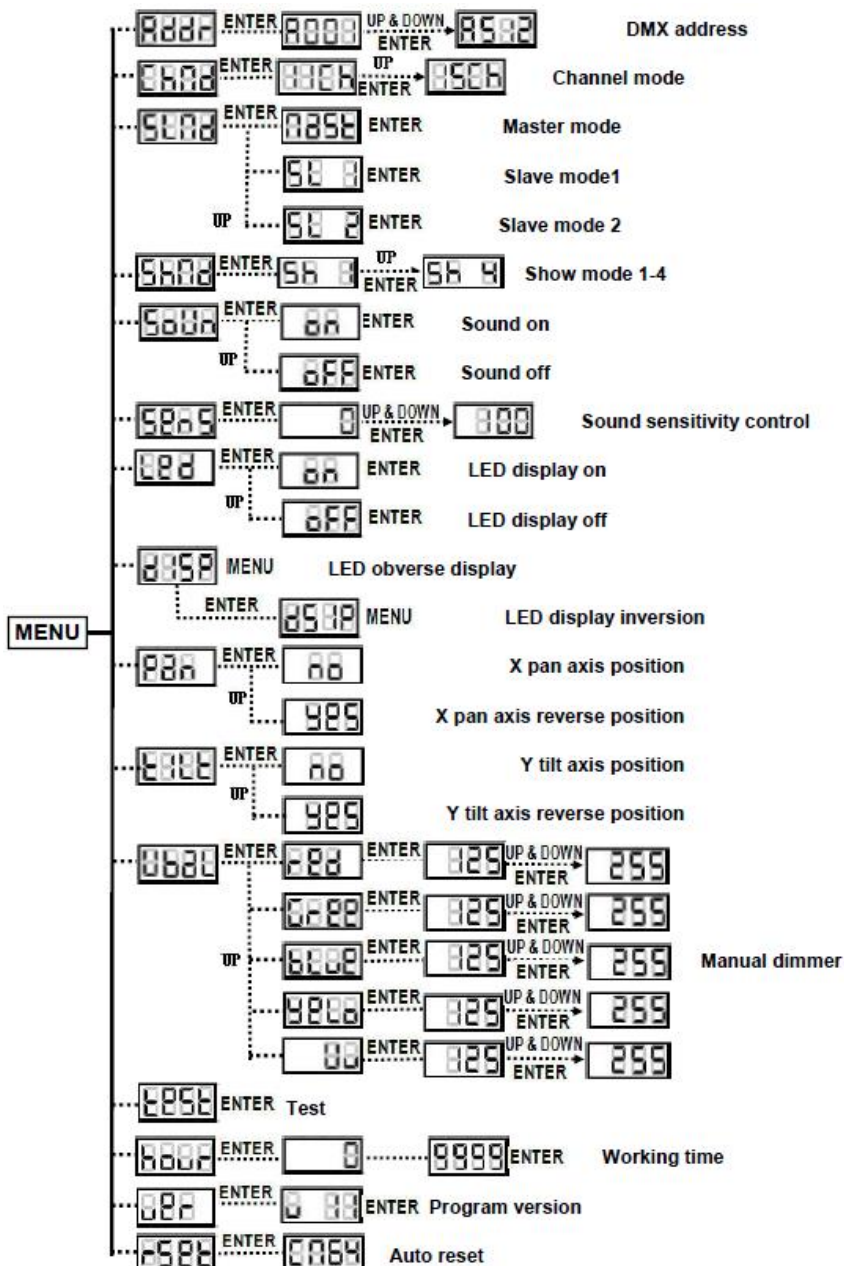 Addr ENTER A001 UP & DOWN ENTER A512 DMX address
ChMd ENTER 11Ch UP ENTER 15Ch Channel mode
SLMd ENTER MaSt ENTER Master mode
SL 1 ENTER Slave mode1
UP SL 2 ENTER Slave mode 2
ShMd ENTER Sh 1 UP ENTER Sh 4 Show mode 1-4
SoUn ENTER on ENTER Sound on
UP oFF ENTER Sound off
SenS ENTER 0 UP & DOWN ENTER 100 Sound sensitivity control
Led ENTER on ENTER LED display on
UP oFF ENTER LED display off
dISP MENU LED obverse display
ENTER dSIP MENU LED display inversion
MENU
Pan ENTER no X pan axis position
UP yeS X pan axis reverse position
tILt ENTER no Y tilt axis position
UP yeS Y tilt axis reverse position
UbaL ENTER red ENTER 125 UP & DOWN ENTER 255
Gree ENTER 125 UP & DOWN ENTER 255
UP bLue ENTER 125 UP & DOWN ENTER 255 Manual dimmer
yeLo ENTER 125 UP & DOWN ENTER 255
Uv ENTER 125 UP & DOWN ENTER 255
teSt ENTER Test
hour ENTER 0 9999 ENTER Working time
ver ENTER v 11 ENTER Program version
rSet ENTER Auto reset